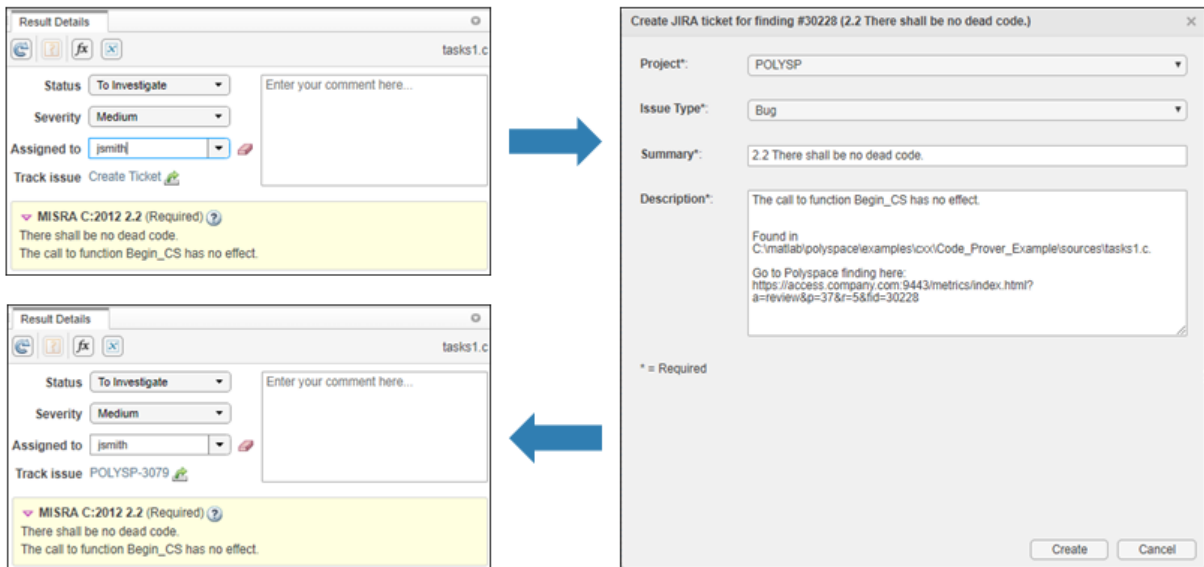 Result Details
fx x
tasks1.c
Status To Investigate
Enter your comment here...
Severity Medium
Assigned to jsmith
Track issue Create Ticket
MISRA C:2012 2.2 (Required) ?
There shall be no dead code.
The call to function Begin_CS has no effect.
Create JIRA ticket for finding #30228 (2.2 There shall be no dead code.)
Project*: POLYSP
Issue Type*: Bug
Summary*: 2.2 There shall be no dead code.
Description*: The call to function Begin_CS has no effect.
Found in
C:\matlab\polyspace\examples\cxx\Code_Prover_Example\sources\tasks1.c.
Go to Polyspace finding here:
https://access.company.com:9443/metrics/index.html?
a=review&p=37&r=5&fid=30228
* = Required
Create Cancel
Result Details
fx x
tasks1.c
Status To Investigate
Enter your comment here...
Severity Medium
Assigned to jsmith
Track issue POLYSP-3079
MISRA C:2012 2.2 (Required) ?
There shall be no dead code.
The call to function Begin_CS has no effect.